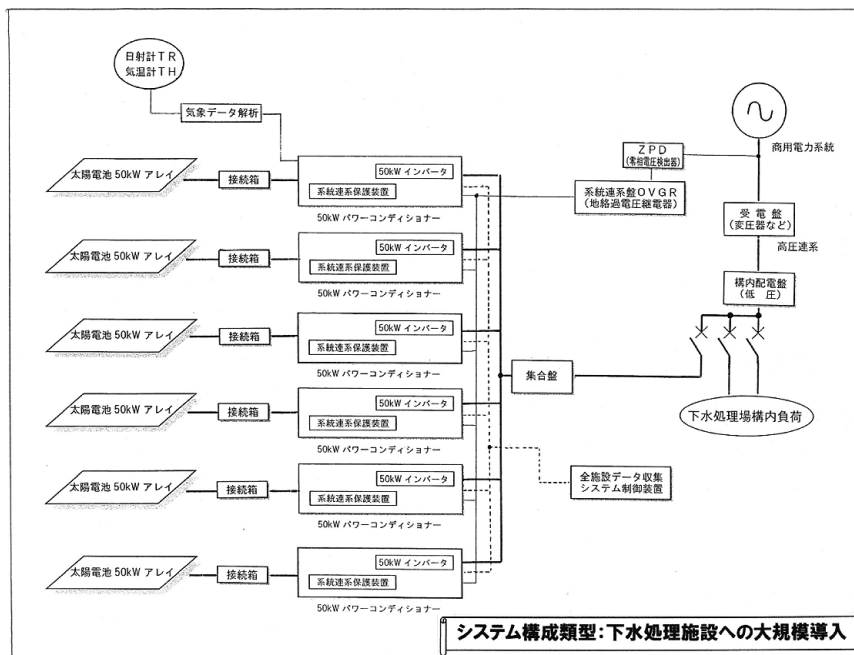 日射計TR
気温計TH
気象データ解析
ZPD
(零相電圧検出器)
商用電力系統
太陽電池 50kW アレイ
接続箱
50kW インバータ
系統連系保護装置
50kW パワーコンディショナー
系統連系盤OVGR
(地絡過電圧継電器)
受電盤
(変圧器など)
高圧連系
太陽電池 50kW アレイ
接続箱
50kW インバータ
系統連系保護装置
50kW パワーコンディショナー
構内配電盤
(低 圧)
太陽電池 50kW アレイ
接続箱
50kW インバータ
系統連系保護装置
50kW パワーコンディショナー
集合盤
太陽電池 50kW アレイ
接続箱
50kW インバータ
系統連系保護装置
50kW パワーコンディショナー
下水処理場構内負荷
太陽電池 50kW アレイ
接続箱
50kW インバータ
系統連系保護装置
50kW パワーコンディショナー
全施設データ収集
システム制御装置
太陽電池 50kW アレイ
接続箱
50kW インバータ
系統連系保護装置
50kW パワーコンディショナー
システム構成類型:下水処理施設への大規模導入